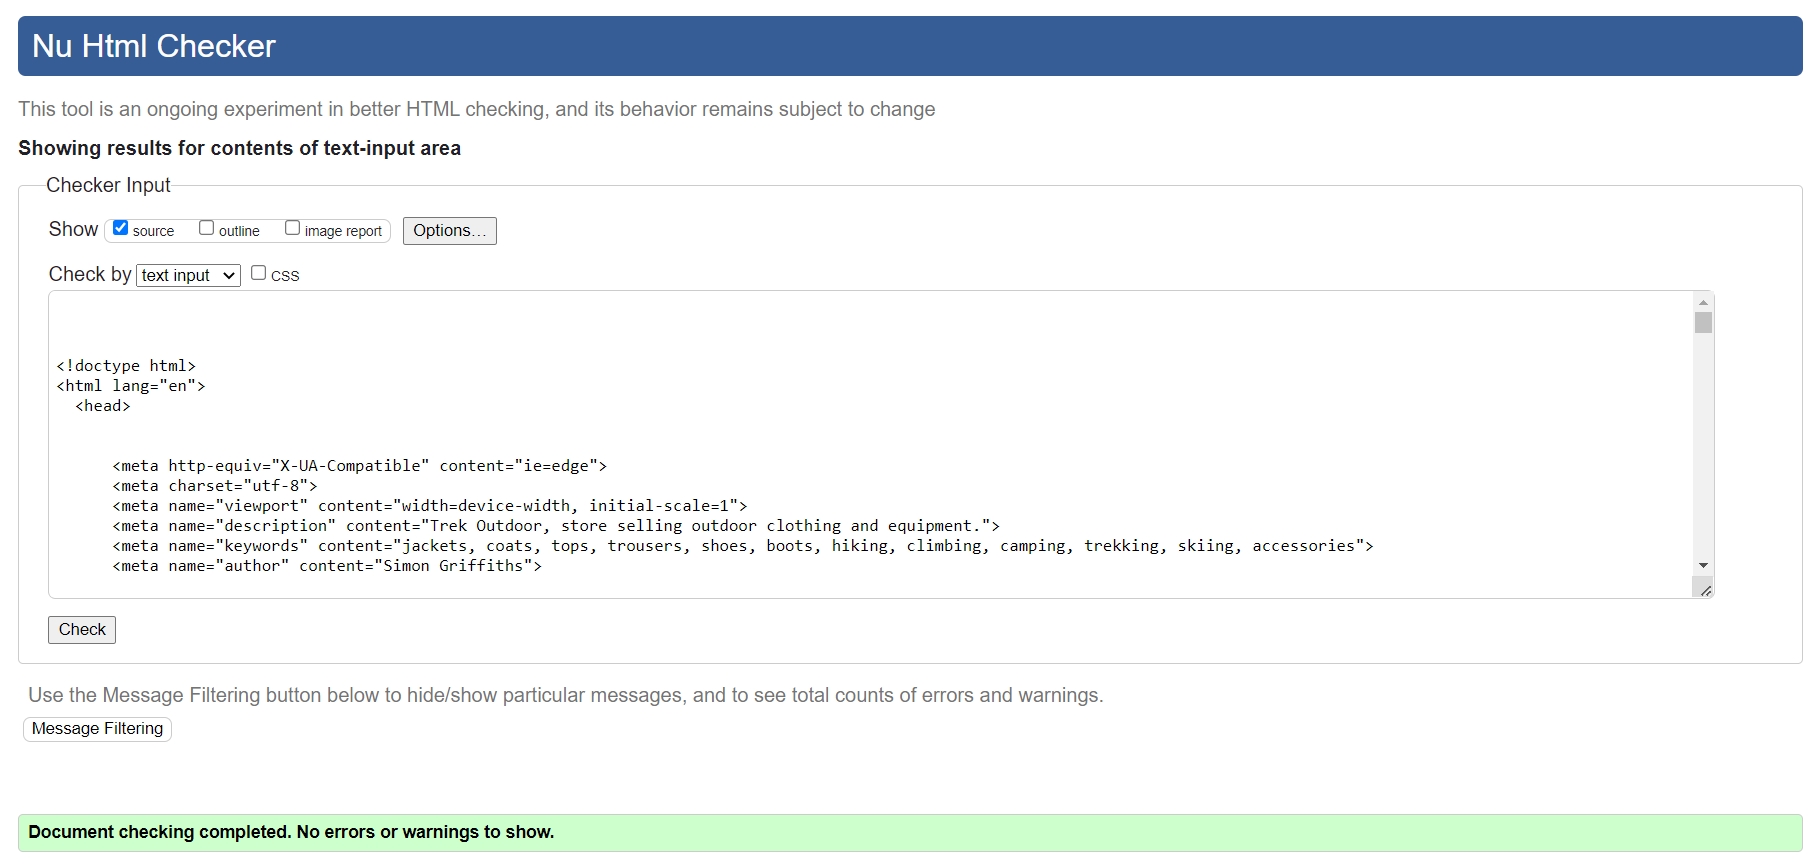 Nu Html Checker
This tool is an ongoing experiment in better HTML checking, and its behavior remains subject to change
Showing results for contents of text-input area
Checker Input
Show source outline image report Options...
Check by text input CSS
<!doctype html>
<html lang="en">
<head>
<meta http-equiv="X-UA-Compatible" content="ie=edge">
<meta charset="utf-8">
<meta name="viewport" content="width=device-width, initial-scale=1">
<meta name="description" content="Trek Outdoor, store selling outdoor clothing and equipment.">
<meta name="keywords" content="jackets, coats, tops, trousers, shoes, boots, hiking, climbing, camping, trekking, skiing, accessories">
<meta name="author" content="Simon Griffiths">
Check
Use the Message Filtering button below to hide/show particular messages, and to see total counts of errors and warnings.
Message Filtering
Document checking completed. No errors or warnings to show.